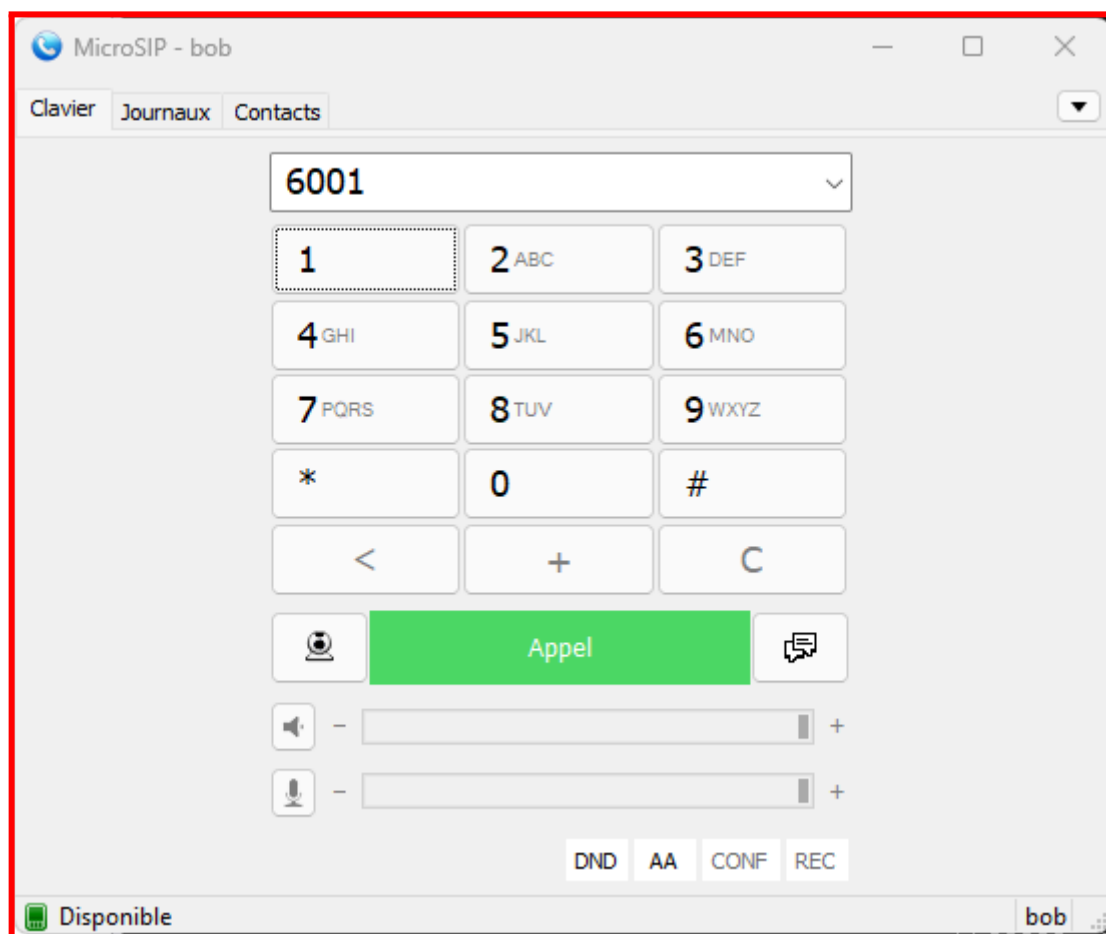 MicroSIP - bob
Clavier Journaux Contacts
6001
1 2 ABC 3 DEF
4 GHI 5 JKL 6 MNO
7 PQRS 8 TUV 9 WXYZ
* 0 #
< + C
Appel
- +
- +
DND AA CONF REC
Disponible bob